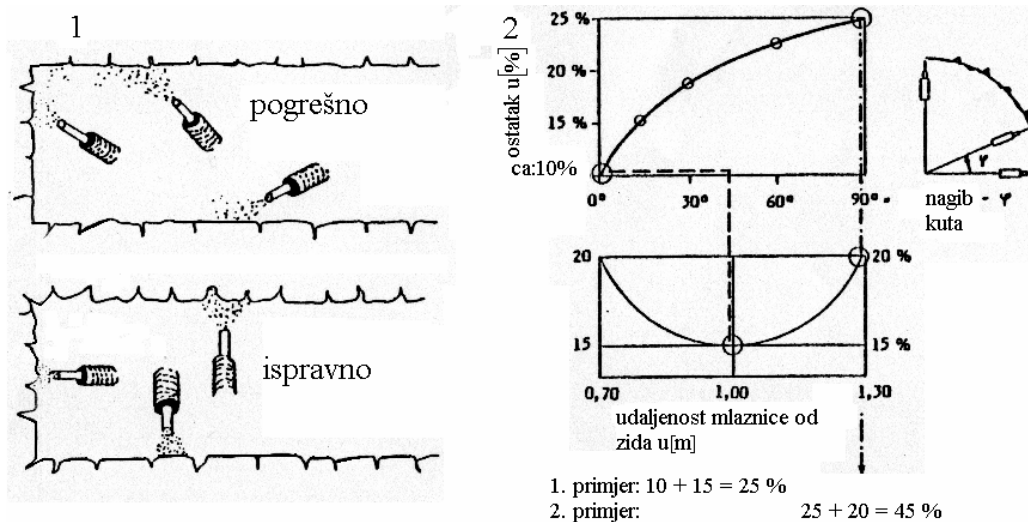 1
pogrešno
ispravno
2
ostatak u[%]
25 %
20 %
15 %
ca:10%
0°
30°
60°
90°
φ
nagib - φ
kuta
20
20 %
15
15 %
0,70
1,00
1,30
udaljenost mlaznice od
zida u[m]
1. primjer: 10 + 15 = 25 %
2. primjer: 25 + 20 = 45 %